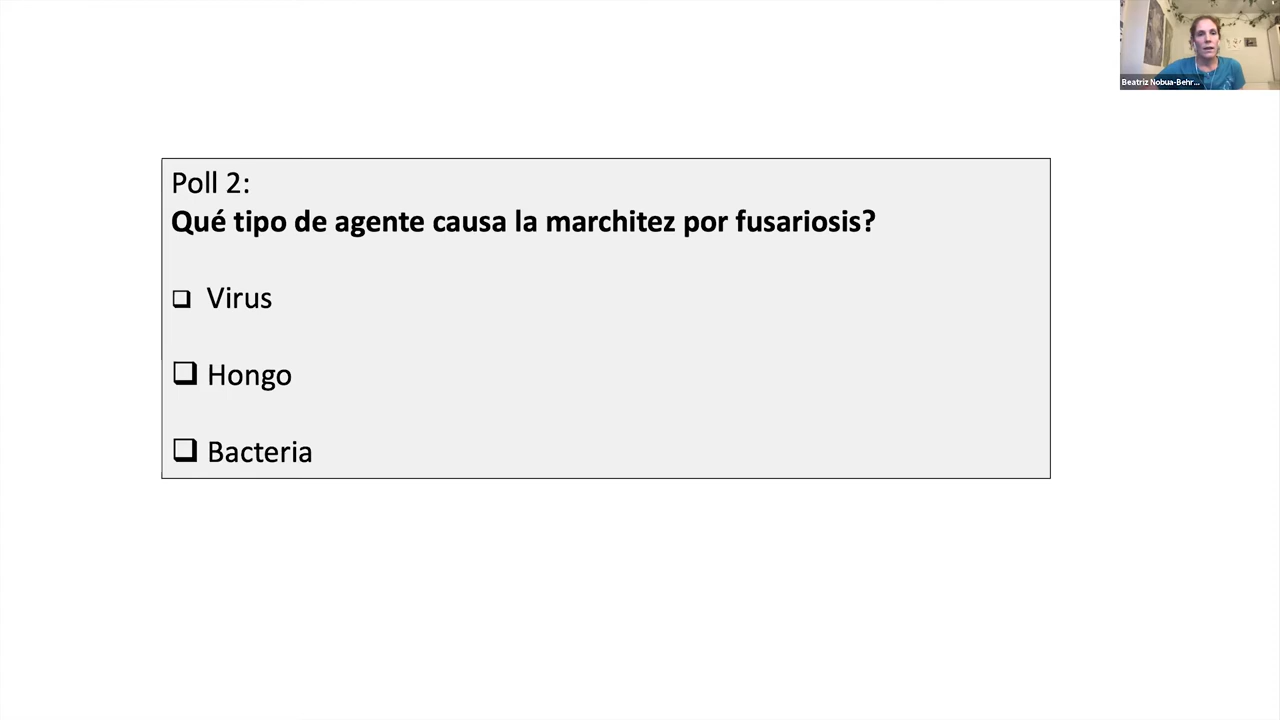 Beatriz Nobua-Behr...
Poll 2:
Qué tipo de agente causa la marchitez por fusariosis?
Virus
Hongo
Bacteria